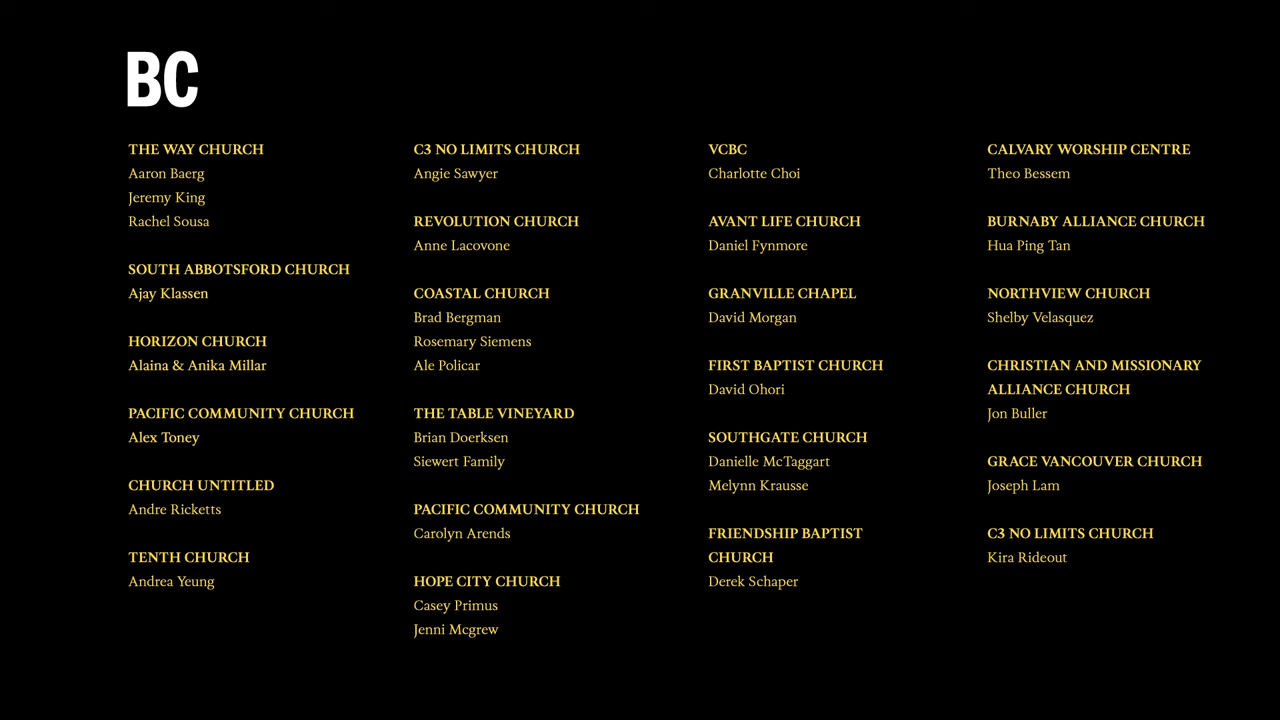 BC
THE WAY CHURCH
Aaron Baerg
Jeremy King
Rachel Sousa
SOUTH ABBOTSFORD CHURCH
Ajay Klassen
HORIZON CHURCH
Alaina & Anika Millar
PACIFIC COMMUNITY CHURCH
Alex Toney
CHURCH UNTITLED
Andre Ricketts
TENTH CHURCH
Andrea Yeung
C3 NO LIMITS CHURCH
Angie Sawyer
REVOLUTION CHURCH
Anne Lacovone
COASTAL CHURCH
Brad Bergman
Rosemary Siemens
Ale Policar
THE TABLE VINEYARD
Brian Doerksen
Siewert Family
PACIFIC COMMUNITY CHURCH
Carolyn Arends
HOPE CITY CHURCH
Casey Primus
Jenni Mcgrew
VCBC
Charlotte Choi
AVANT LIFE CHURCH
Daniel Fynmore
GRANVILLE CHAPEL
David Morgan
FIRST BAPTIST CHURCH
David Ohori
SOUTHGATE CHURCH
Danielle McTaggart
Melynn Krausse
FRIENDSHIP BAPTIST
CHURCH
Derek Schaper
CALVARY WORSHIP CENTRE
Theo Bessem
BURNABY ALLIANCE CHURCH
Hua Ping Tan
NORTHVIEW CHURCH
Shelby Velasquez
CHRISTIAN AND MISSIONARY
ALLIANCE CHURCH
Jon Buller
GRACE VANCOUVER CHURCH
Joseph Lam
C3 NO LIMITS CHURCH
Kira Rideout